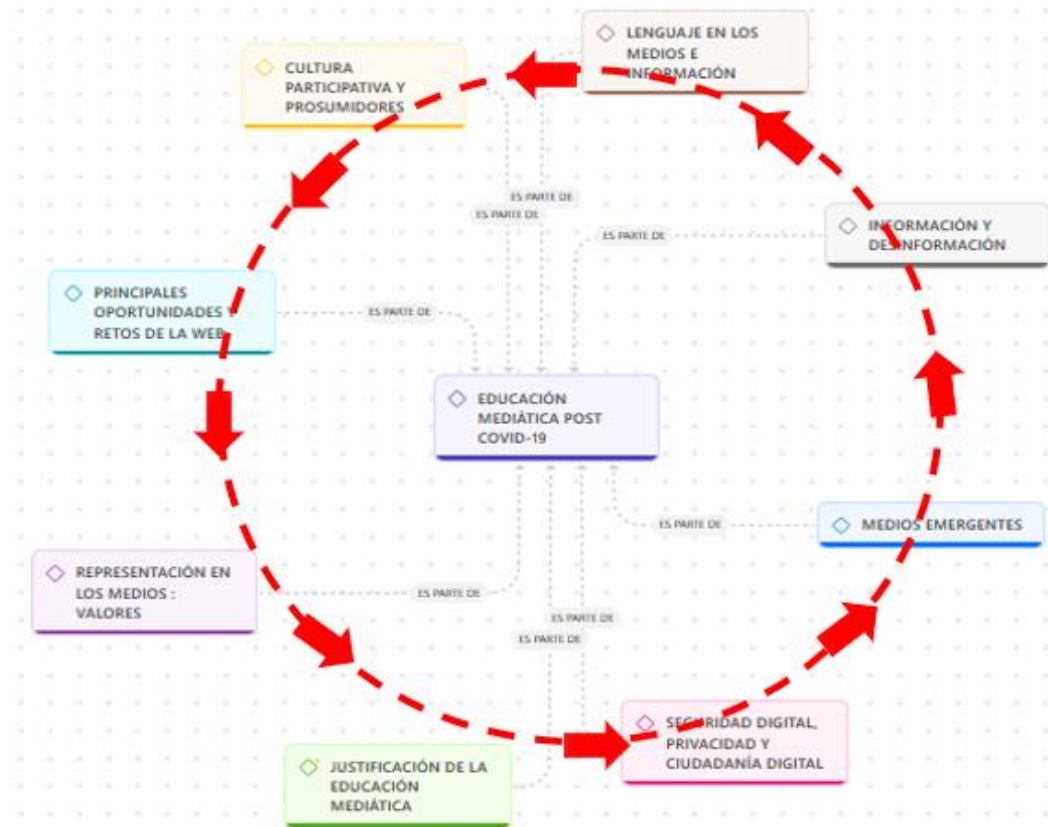 LENGUAJE EN LOS
MEDIOS E
INFORMACIÓN
CULTURA
PARTICIPATIVA Y
PROSUMIDORES
ES PARTE DE
ES PARTE DE
INFORMACIÓN Y
DESINFORMACIÓN
ES PARTE DE
PRINCIPALES
OPORTUNIDADES Y
RETOS DE LA WEB
ES PARTE DE
EDUCACIÓN
MEDIÁTICA POST
COVID-19
MEDIOS EMERGENTES
ES PARTE DE
REPRESENTACIÓN EN
LOS MEDIOS :
VALORES
ES PARTE DE
ES PARTE DE
ES PARTE DE
SEGURIDAD DIGITAL,
PRIVACIDAD Y
CIUDADANÍA DIGITAL
JUSTIFICACIÓN DE LA
EDUCACIÓN
MEDIÁTICA